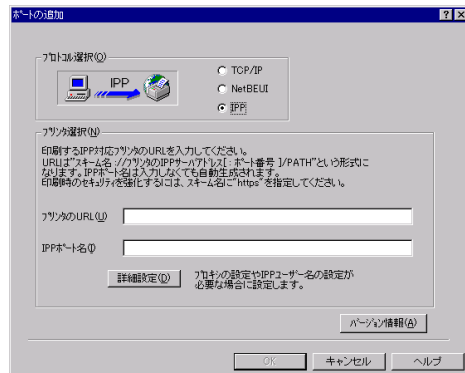 ﾎﾟｰﾄの追加
ﾌﾟﾛﾄｺﾙ選択(O)
IPP
TCP/IP
NetBEUI
IPP
ﾌﾟﾘﾝﾀ選択(N)
印刷するIPP対応ﾌﾟﾘﾝﾀのURLを入力してください。
URLは"ｽｷｰﾑ名://ﾌﾟﾘﾝﾀのIPPｻｰﾊﾞｱﾄﾞﾚｽ[:ﾎﾟｰﾄ番号]/PATH"という形式に
なります。IPPﾎﾟｰﾄ名は入力しなくても自動生成されます。
印刷時のｾｷｭﾘﾃｨを強化するには、ｽｷｰﾑ名に"https"を指定してください。
ﾌﾟﾘﾝﾀのURL(U)
IPPﾎﾟｰﾄ名(I)
詳細設定(D)
ﾌﾟﾛｷｼの設定やIPPﾕｰｻﾞｰ名の設定が
必要な場合に設定します。
ﾊﾞｰｼﾞｮﾝ情報(A)
OK
キャンセル
ヘルプ